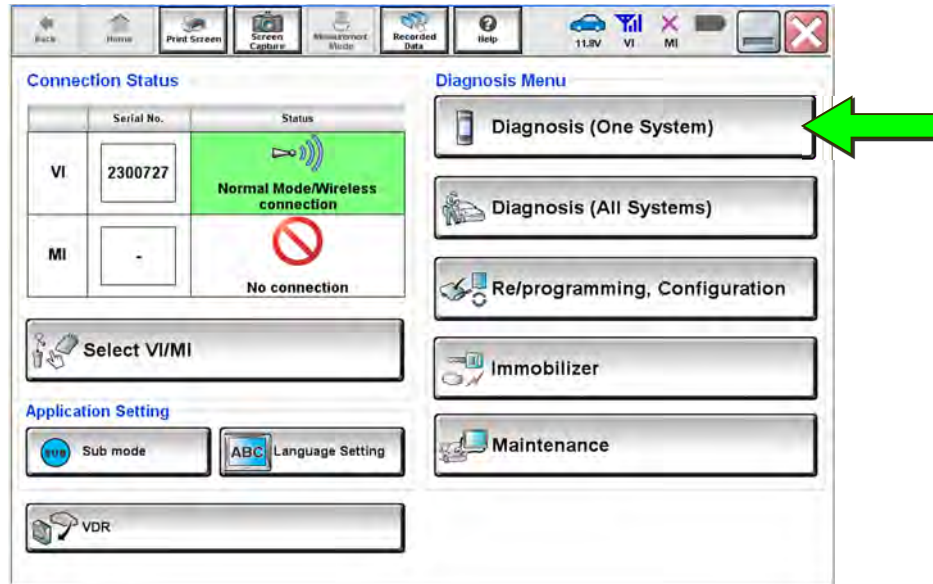 Back
Home
Print Screen
Screen Capture
Measurement Mode
Recorded Data
Help
11.8V
VI
MI
Connection Status
Serial No.
Status
VI
2300727
Normal Mode/Wireless
connection
MI
-
No connection
Select VI/MI
Application Setting
SUB
Sub mode
ABC
Language Setting
VDR
Diagnosis Menu
Diagnosis (One System)
Diagnosis (All Systems)
Re/programming, Configuration
Immobilizer
Maintenance